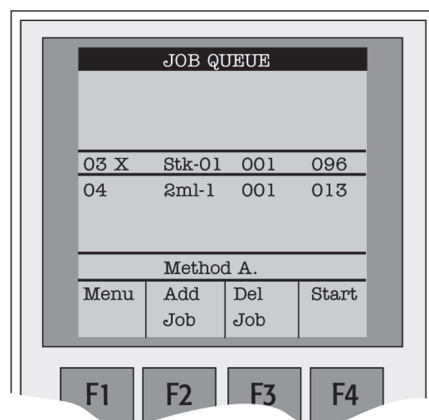 JOB QUEUE
03 X Stk-01 001 096
04 2ml-1 001 013
Method A.
Menu Add Job Del Job Start
F1 F2 F3 F4